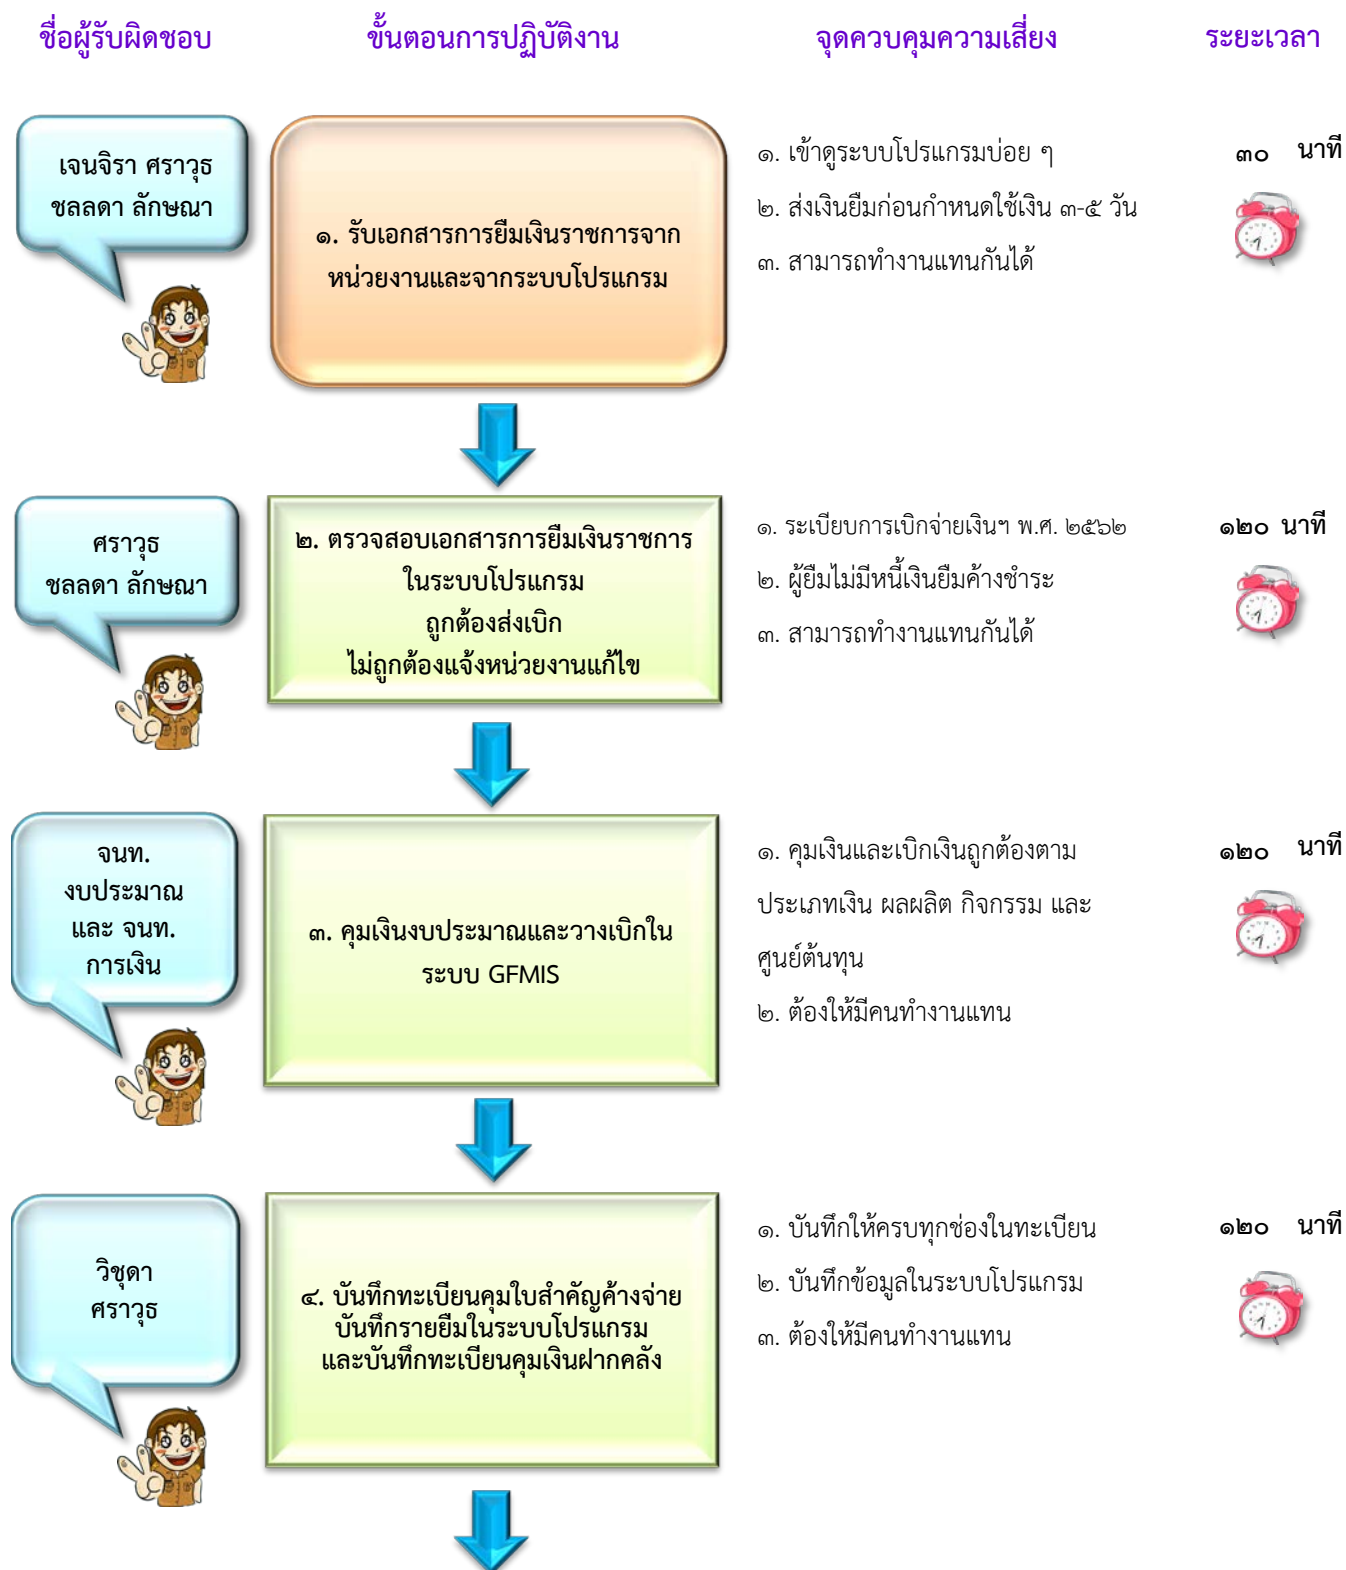 ชื่อผู้รับผิดชอบ ขั้นตอนการปฏิบัติงาน จุดควบคุมความเสี่ยง ระยะเวลา
เจนจิรา ศราวุธ
ชลลดา ลักษณา
๑. รับเอกสารการยืมเงินราชการจาก
หน่วยงานและจากระบบโปรแกรม
๑. เข้าดูระบบโปรแกรมบ่อย ๆ
๒. ส่งเงินยืมก่อนกำหนดใช้เงิน ๓-๕ วัน
๓. สามารถทำงานแทนกันได้
๓๐ นาที
ศราวุธ
ชลลดา ลักษณา
๒. ตรวจสอบเอกสารการยืมเงินราชการ
ในระบบโปรแกรม
ถูกต้องส่งเบิก
ไม่ถูกต้องแจ้งหน่วยงานแก้ไข
๑. ระเบียบการเบิกจ่ายเงินฯ พ.ศ. ๒๕๖๒
๒. ผู้ยืมไม่มีหนี้เงินยืมค้างชำระ
๓. สามารถทำงานแทนกันได้
๑๒๐ นาที
จนท.
งบประมาณ
และ จนท.
การเงิน
๓. คุมเงินงบประมาณและวางเบิกใน
ระบบ GFMIS
๑. คุมเงินและเบิกเงินถูกต้องตาม
ประเภทเงิน ผลผลิต กิจกรรม และ
ศูนย์ต้นทุน
๒. ต้องให้มีคนทำงานแทน
๑๒๐ นาที
วิชุดา
ศราวุธ
๔. บันทึกทะเบียนคุมใบสำคัญค้างจ่าย
บันทึกรายยืมในระบบโปรแกรม
และบันทึกทะเบียนคุมเงินฝากคลัง
๑. บันทึกให้ครบทุกช่องในทะเบียน
๒. บันทึกข้อมูลในระบบโปรแกรม
๓. ต้องให้มีคนทำงานแทน
๑๒๐ นาที